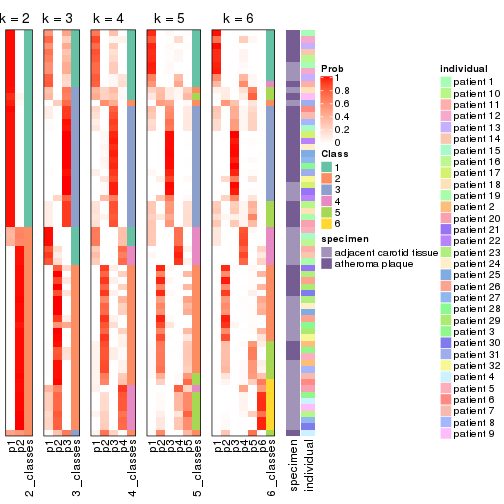 k = 2 k = 3 k = 4 k = 5 k = 6
Prob
1
0.8
0.6
0.4
0.2
0
Class
1
2
3
4
5
6
specimen
adjacent carotid tissue
atheroma plaque
individual
patient 1
patient 10
patient 11
patient 12
patient 13
patient 14
patient 15
patient 16
patient 17
patient 18
patient 19
patient 2
patient 20
patient 21
patient 22
patient 23
patient 24
patient 25
patient 26
patient 27
patient 28
patient 29
patient 3
patient 30
patient 31
patient 32
patient 4
patient 5
patient 6
patient 7
patient 8
patient 9
p1 p2 2_classes
p1 p2 p3 3_classes
p1 p2 p3 p4 4_classes
p1 p2 p3 p4 p5 5_classes
p1 p2 p3 p4 p5 p6 6_classes
specimen
individual